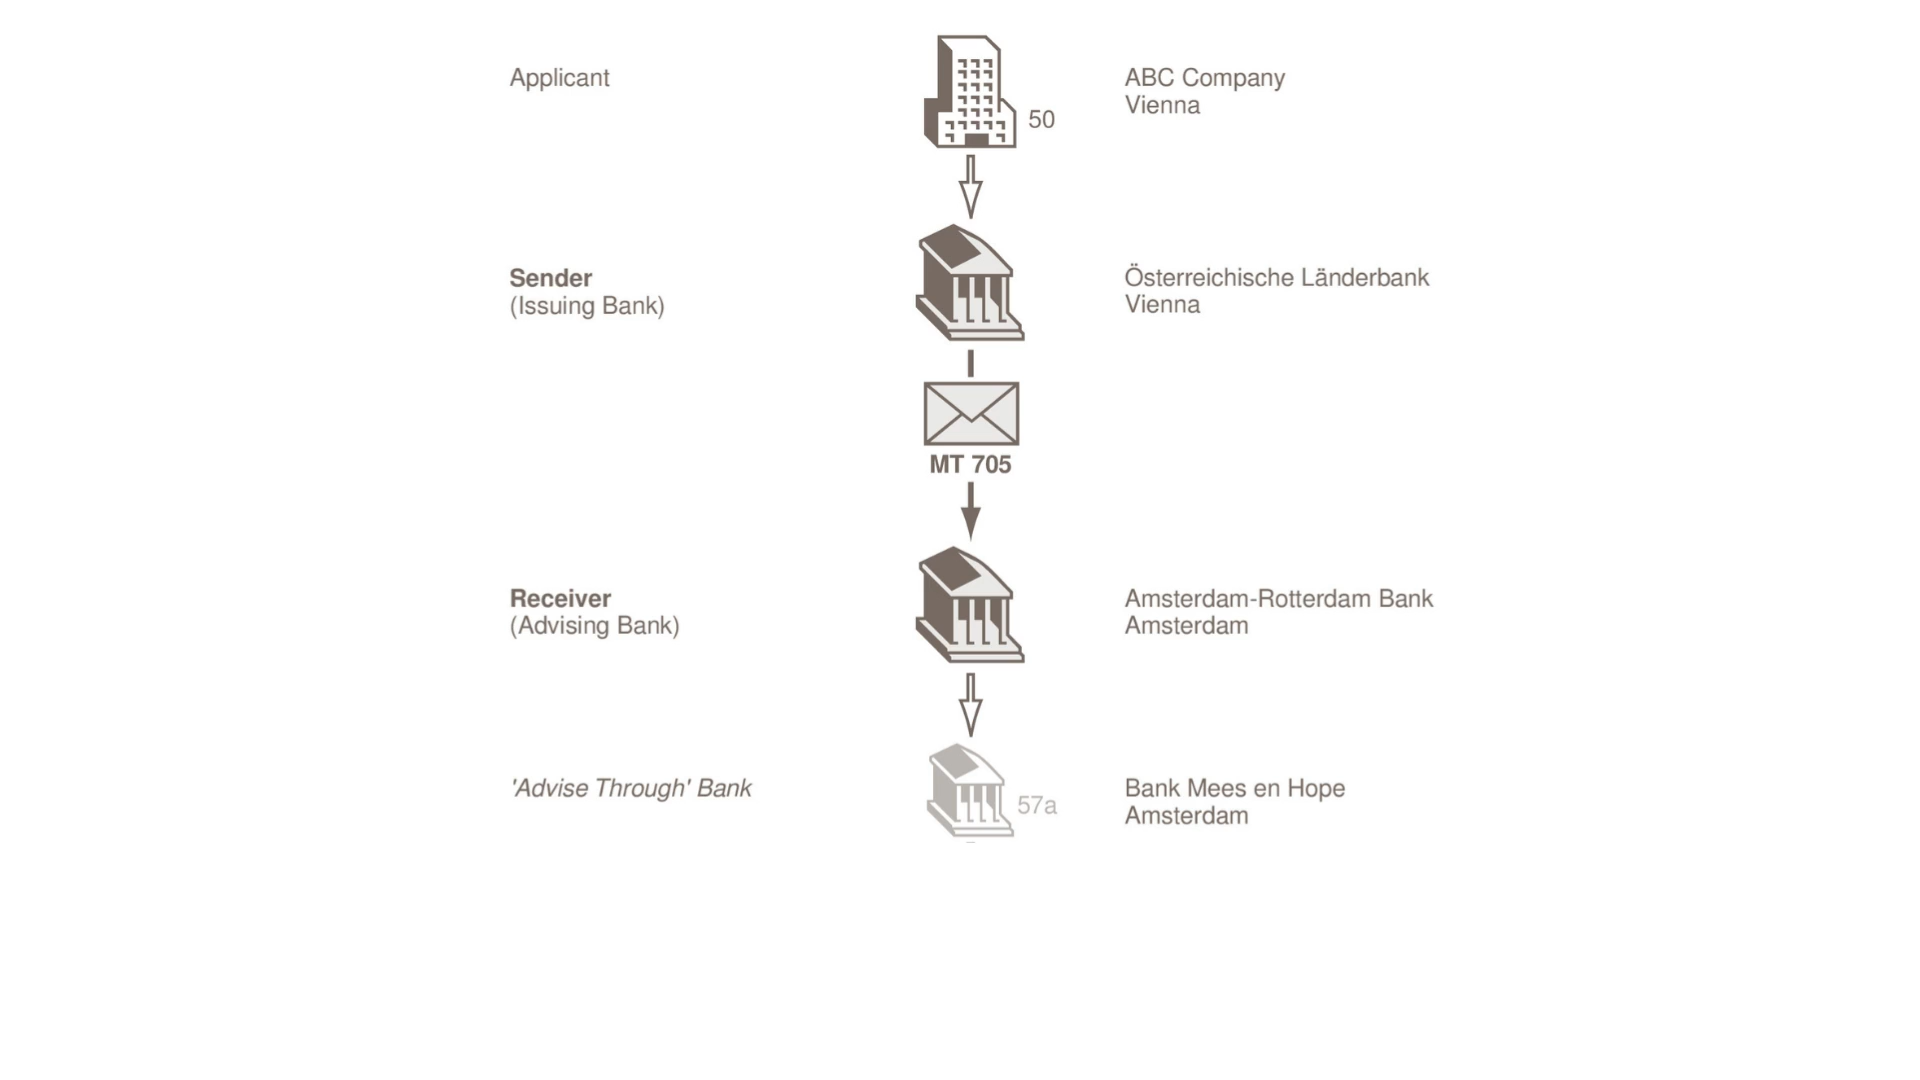 Applicant
ABC Company
Vienna
50
Sender
(Issuing Bank)
Österreichische Länderbank
Vienna
MT 705
Receiver
(Advising Bank)
Amsterdam-Rotterdam Bank
Amsterdam
'Advise Through' Bank
57a
Bank Mees en Hope
Amsterdam